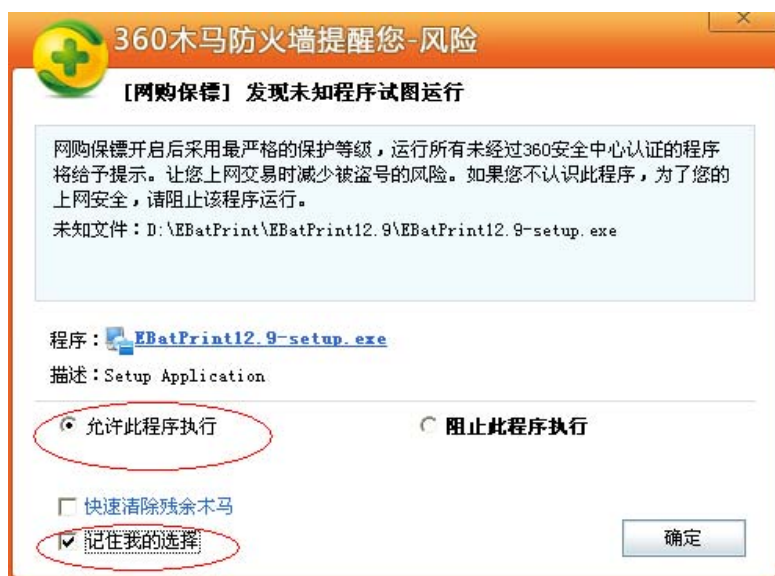 360木马防火墙提醒您-风险
[网购保镖] 发现未知程序试图运行
网购保镖开启后采用最严格的保护等级，运行所有未经过360安全中心认证的程序
将给予提示。让您上网交易时减少被盗号的风险。如果您不认识此程序，为了您的
上网安全，请阻止该程序运行。
未知文件：D:\EBatPrint\EBatPrint12.9\EBatPrint12.9-setup.exe
程序：EBatPrint12.9-setup.exe
描述：Setup Application
允许此程序执行 阻止此程序执行
快速清除残余木马
记住我的选择 确定